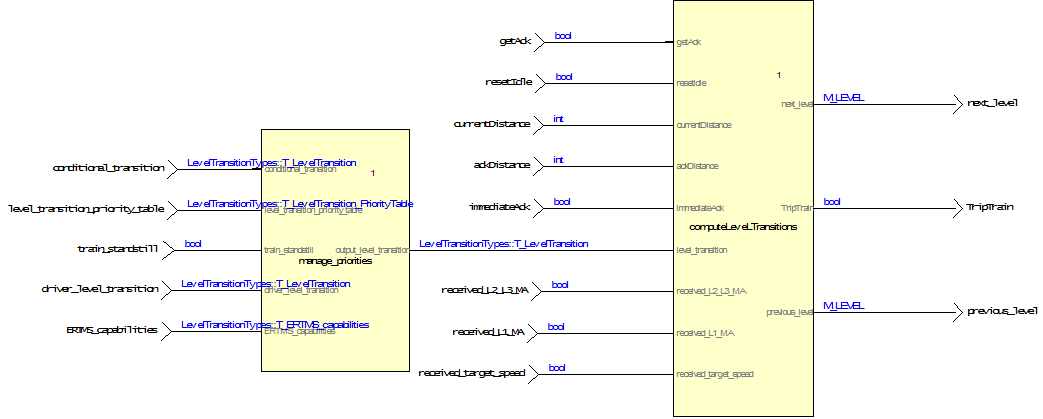 getAck
bool
getAck
resetIdle
bool
resetIdle
1
next_level
M_LEVEL
next_level
currentDistance
int
currentDistance
ackDistance
int
ackDistance
conditional_transition
LevelTransitionTypes::T_LevelTransition
conditional_transition
1
level_transition_priority_table
LevelTransitionTypes::T_LevelTransition_PriorityTable
level_transition_priority_table
immediateAck
bool
immediateAck
TripTrain
bool
TripTrain
computeLevelTransitions
train_standstill
bool
train_standstill
output_level_transition
manage_priorities
LevelTransitionTypes::T_LevelTransition
level_transition
driver_level_transition
LevelTransitionTypes::T_LevelTransition
driver_level_transition
received_L2_L3_MA
bool
received_L2_L3_MA
previous_level
M_LEVEL
previous_level
ERTMS_capabilities
LevelTransitionTypes::T_ERTMS_capabilities
ERTMS_capabilities
received_L1_MA
bool
received_L1_MA
received_target_speed
bool
received_target_speed